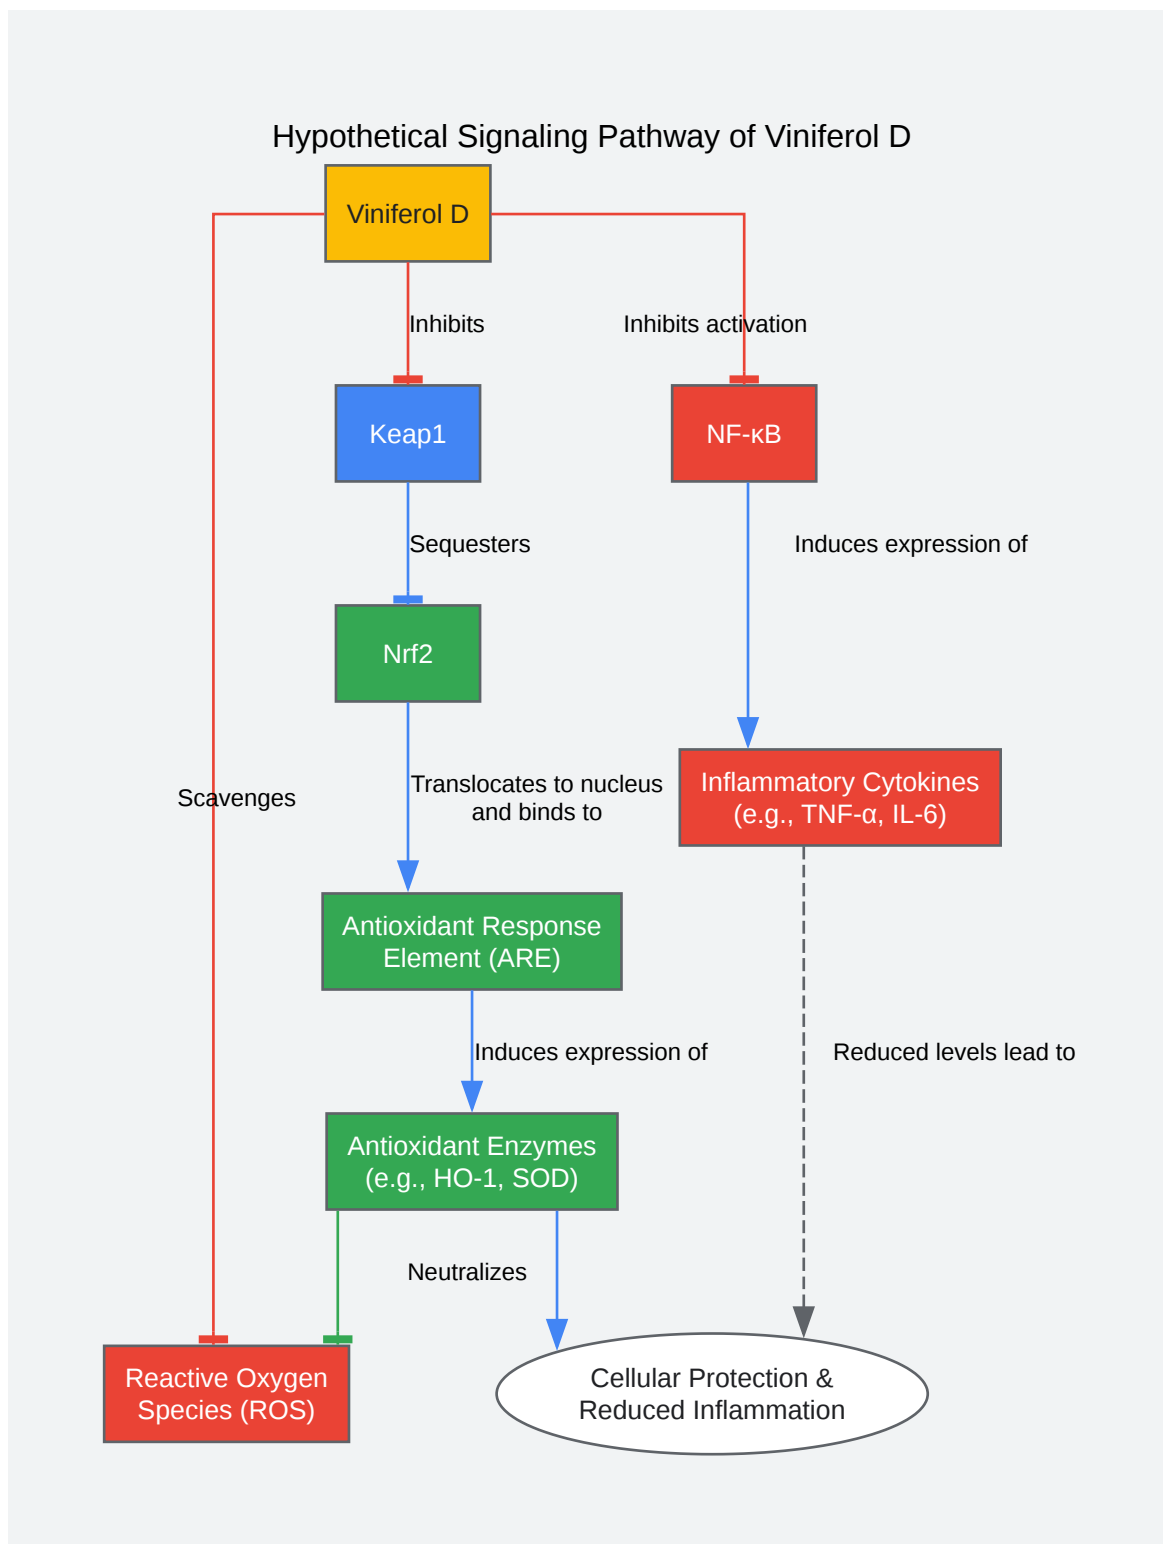 Hypothetical Signaling Pathway of Viniferol D
Viniferol D
Inhibits
Inhibits activation
Keap1
NF-κB
Sequesters
Induces expression of
Nrf2
Scavenges
Translocates to nucleus
and binds to
Inflammatory Cytokines
(e.g., TNF-α, IL-6)
Antioxidant Response
Element (ARE)
Induces expression of
Reduced levels lead to
Antioxidant Enzymes
(e.g., HO-1, SOD)
Neutralizes
Reactive Oxygen
Species (ROS)
Cellular Protection &
Reduced Inflammation